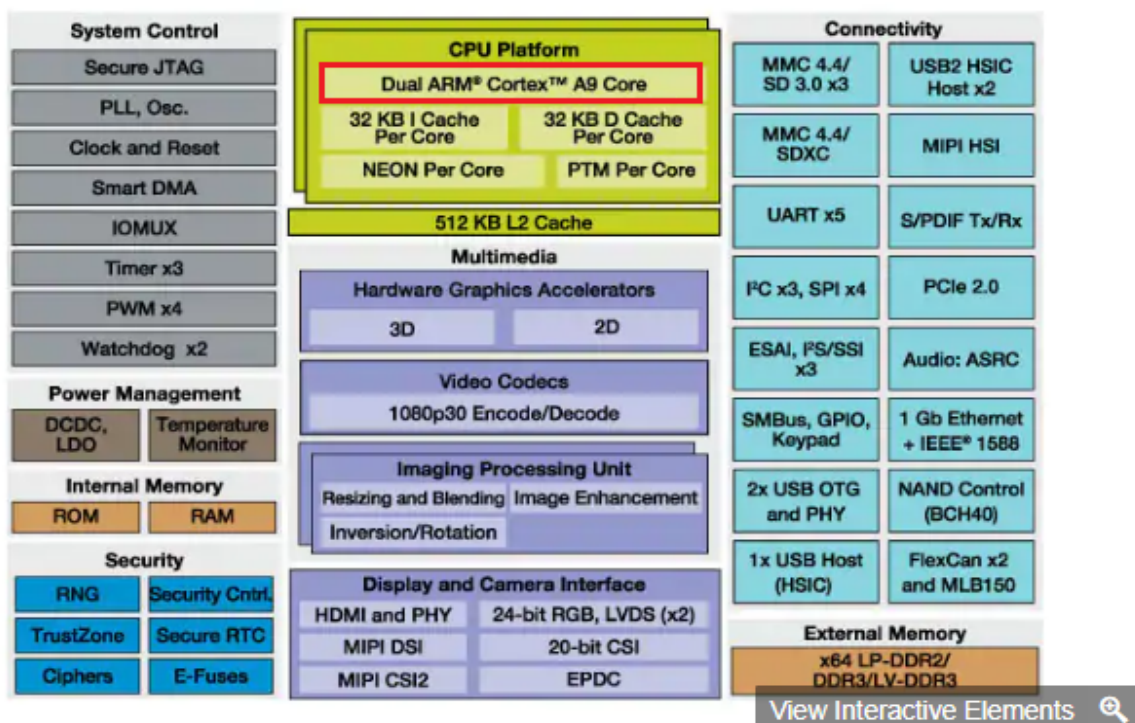 System Control
Secure JTAG
PLL, Osc.
Clock and Reset
Smart DMA
IOMUX
Timer x3
PWM x4
Watchdog x2
Power Management
DCDC,
LDO
Temperature
Monitor
Internal Memory
ROM
RAM
Security
RNG
Security Cntrl.
TrustZone
Secure RTC
Ciphers
E-Fuses
CPU Platform
Dual ARM® Cortex™ A9 Core
32 KB I Cache
Per Core
32 KB D Cache
Per Core
NEON Per Core
PTM Per Core
512 KB L2 Cache
Multimedia
Hardware Graphics Accelerators
3D
2D
Video Codecs
1080p30 Encode/Decode
Imaging Processing Unit
Resizing and Blending
Image Enhancement
Inversion/Rotation
Display and Camera Interface
HDMI and PHY
24-bit RGB, LVDS (x2)
MIPI DSI
20-bit CSI
MIPI CSI2
EPDC
Connectivity
MMC 4.4/
SD 3.0 x3
USB2 HSIC
Host x2
MMC 4.4/
SDXC
MIPI HSI
UART x5
S/PDIF Tx/Rx
I²C x3, SPI x4
PCIe 2.0
ESAI, I²S/SSI
x3
Audio: ASRC
SMBus, GPIO,
Keypad
1 Gb Ethernet
+ IEEE® 1588
2x USB OTG
and PHY
NAND Control
(BCH40)
1x USB Host
(HSIC)
FlexCan x2
and MLB150
External Memory
x64 LP-DDR2/
DDR3/LV-DDR3
View Interactive Elements